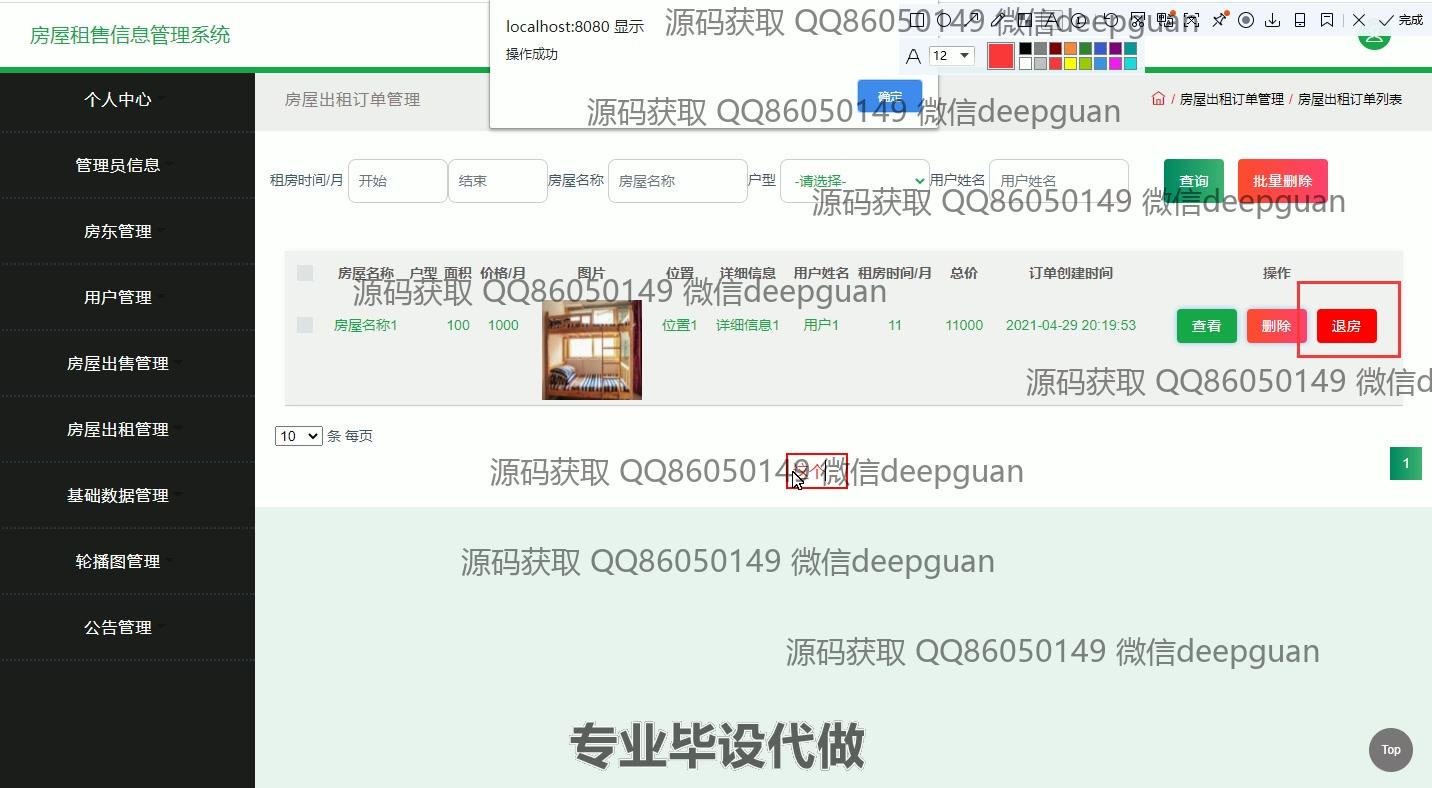 房屋租售信息管理系统
localhost:8080 显示
操作成功
确定
源码获取 QQ86050149 微信deepguan
完成
12
个人中心
管理员信息
房东管理
用户管理
房屋出售管理
房屋出租管理
基础数据管理
轮播图管理
公告管理
房屋出租订单管理
源码获取 QQ86050149 微信deepguan
/ 房屋出租订单管理 / 房屋出租订单列表
租房时间/月 开始 结束 房屋名称 房屋名称 户型 -请选择- 用户姓名 用户姓名 查询 批量删除
源码获取 QQ86050149 微信deepguan
房屋名称 户型 面积 价格/月 图片 位置 详细信息 用户姓名 租房时间/月 总价 订单创建时间 操作
源码获取 QQ86050149 微信deepguan
房屋名称1 100 1000 位置1 详细信息1 用户1 11 11000 2021-04-29 20:19:53 查看 删除 退房
源码获取 QQ86050149 微信de
10 条 每页
源码获取 QQ86050149 微信deepguan
1
源码获取 QQ86050149 微信deepguan
源码获取 QQ86050149 微信deepguan
专业毕设代做
Top